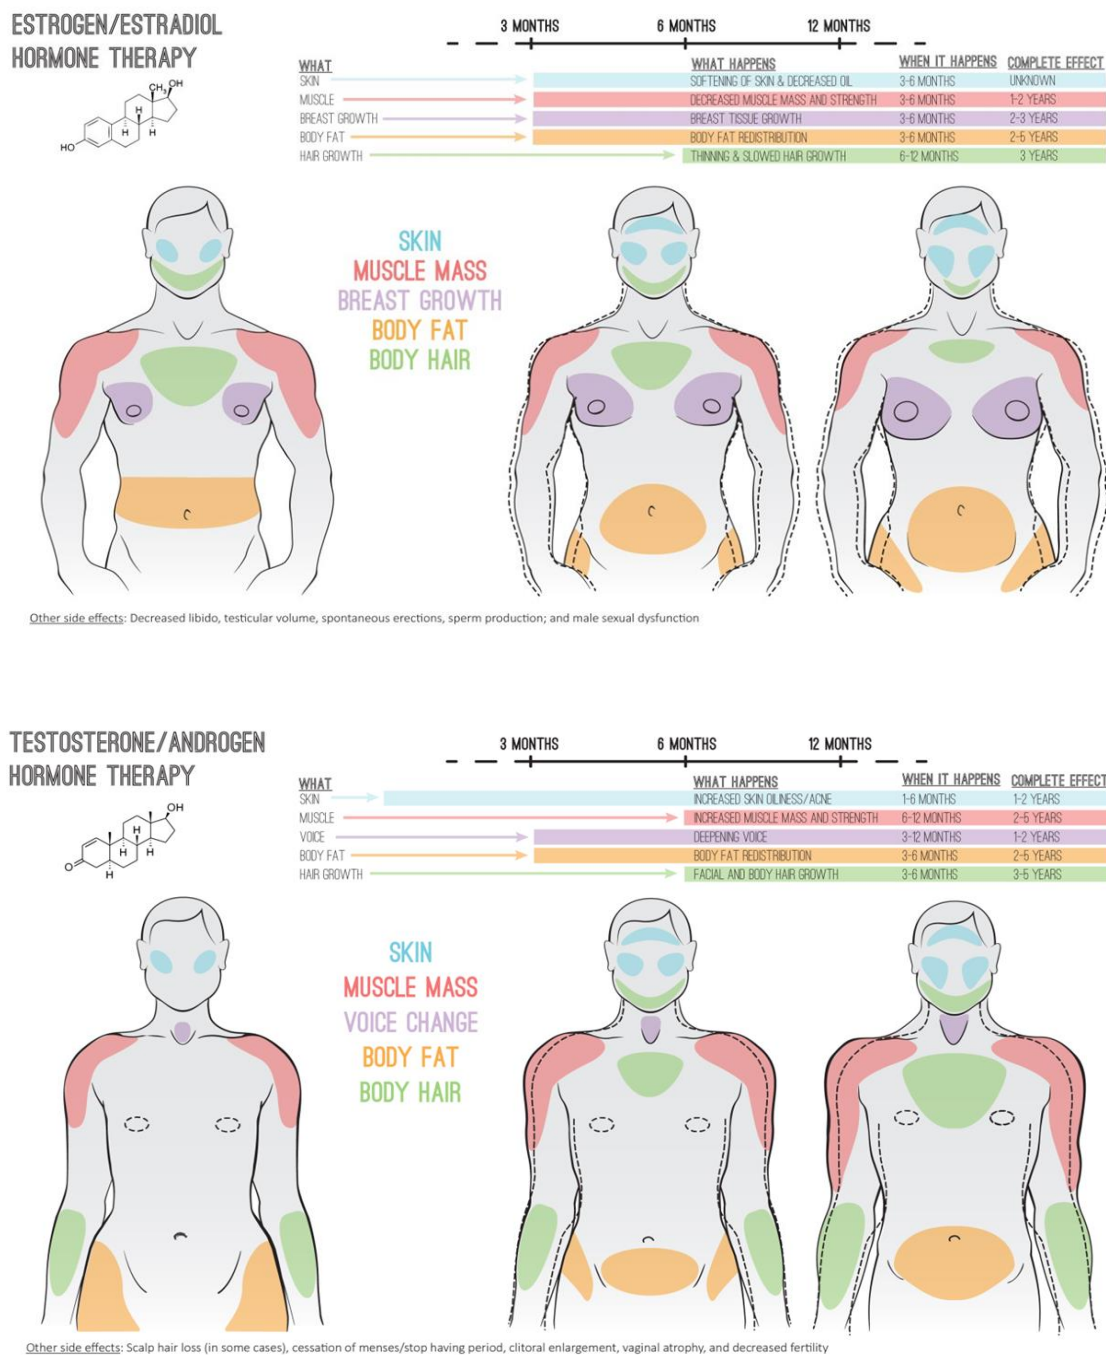 ESTROGEN/ESTRADIOL
HORMONE THERAPY
CH₃
OH
H
H
H
HO
3 MONTHS 6 MONTHS 12 MONTHS
WHAT WHAT HAPPENS WHEN IT HAPPENS COMPLETE EFFECT
SKIN SOFTENING OF SKIN & DECREASED OIL 3-6 MONTHS UNKNOWN
MUSCLE DECREASED MUSCLE MASS AND STRENGTH 3-6 MONTHS 1-2 YEARS
BREAST GROWTH BREAST TISSUE GROWTH 3-6 MONTHS 2-3 YEARS
BODY FAT BODY FAT REDISTRIBUTION 3-6 MONTHS 2-5 YEARS
HAIR GROWTH THINNING & SLOWED HAIR GROWTH 6-12 MONTHS 3 YEARS
SKIN
MUSCLE MASS
BREAST GROWTH
BODY FAT
BODY HAIR
Other side effects: Decreased libido, testicular volume, spontaneous erections, sperm production; and male sexual dysfunction
TESTOSTERONE/ANDROGEN
HORMONE THERAPY
OH
H
H
H
O
H
3 MONTHS 6 MONTHS 12 MONTHS
WHAT WHAT HAPPENS WHEN IT HAPPENS COMPLETE EFFECT
SKIN INCREASED SKIN OILINESS/ACNE 1-6 MONTHS 1-2 YEARS
MUSCLE INCREASED MUSCLE MASS AND STRENGTH 6-12 MONTHS 2-5 YEARS
VOICE DEEPENING VOICE 3-12 MONTHS 1-2 YEARS
BODY FAT BODY FAT REDISTRIBUTION 3-6 MONTHS 2-5 YEARS
HAIR GROWTH FACIAL AND BODY HAIR GROWTH 3-6 MONTHS 3-5 YEARS
SKIN
MUSCLE MASS
VOICE CHANGE
BODY FAT
BODY HAIR
Other side effects: Scalp hair loss (in some cases), cessation of menses/stop having period, clitoral enlargement, vaginal atrophy, and decreased fertility